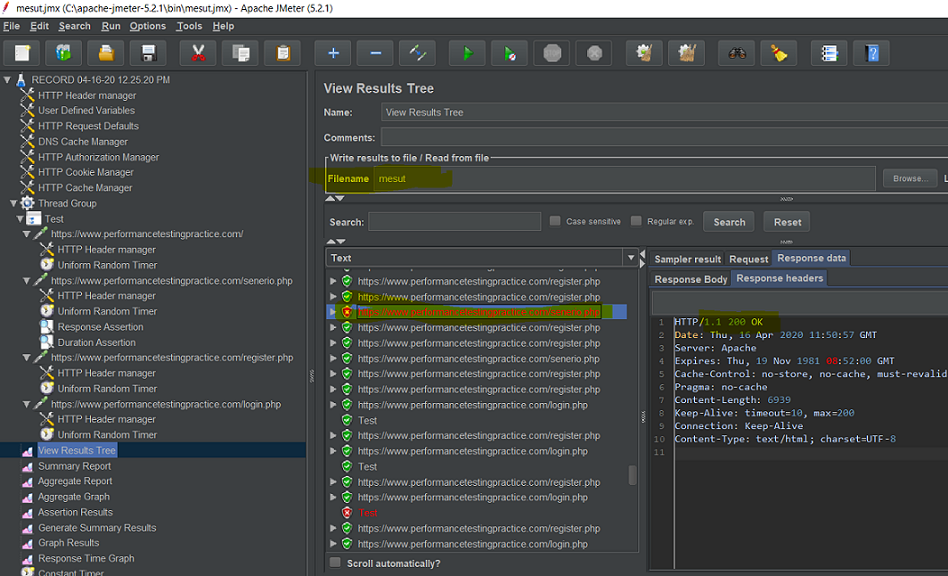 mesut.jmx (C:\apache-jmeter-5.2.1\bin\mesut.jmx) - Apache JMeter (5.2.1)
File Edit Search Run Options Tools Help
RECORD 04-16-20 12.25.20 PM
HTTP Header manager
User Defined Variables
HTTP Request Defaults
DNS Cache Manager
HTTP Authorization Manager
HTTP Cookie Manager
HTTP Cache Manager
Thread Group
Test
https://www.performancetestingpractice.com/
HTTP Header manager
Uniform Random Timer
https://www.performancetestingpractice.com/senerio.php
HTTP Header manager
Uniform Random Timer
Response Assertion
Duration Assertion
https://www.performancetestingpractice.com/register.php
HTTP Header manager
Uniform Random Timer
https://www.performancetestingpractice.com/login.php
HTTP Header manager
Uniform Random Timer
View Results Tree
Summary Report
Aggregate Report
Aggregate Graph
Assertion Results
Generate Summary Results
Graph Results
Response Time Graph
Constant Timer
View Results Tree
Name: View Results Tree
Comments:
Write results to file / Read from file
Filename mesut Browse... L
Search: Case sensitive Regular exp. Search Reset
Text
https://www.performancetestingpractice.com/register.php
https://www.performancetestingpractice.com/register.php
https://www.performancetestingpractice.com/senerio.php
https://www.performancetestingpractice.com/register.php
https://www.performancetestingpractice.com/register.php
https://www.performancetestingpractice.com/senerio.php
https://www.performancetestingpractice.com/register.php
https://www.performancetestingpractice.com/register.php
https://www.performancetestingpractice.com/login.php
Test
https://www.performancetestingpractice.com/register.php
https://www.performancetestingpractice.com/login.php
Test
https://www.performancetestingpractice.com/register.php
https://www.performancetestingpractice.com/login.php
Test
https://www.performancetestingpractice.com/register.php
https://www.performancetestingpractice.com/login.php
Scroll automatically?
Sampler result Request Response data
Response Body Response headers
1 HTTP/1.1 200 OK
2 Date: Thu, 16 Apr 2020 11:50:57 GMT
3 Server: Apache
4 Expires: Thu, 19 Nov 1981 08:52:00 GMT
5 Cache-Control: no-store, no-cache, must-revalid
6 Pragma: no-cache
7 Content-Length: 6939
8 Keep-Alive: timeout=10, max=200
9 Connection: Keep-Alive
10 Content-Type: text/html; charset=UTF-8
11